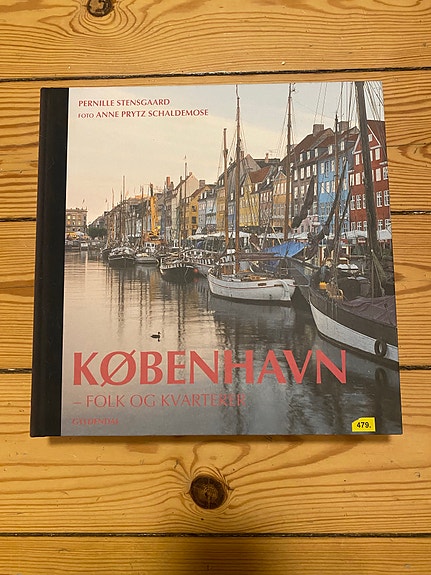 PERNILLE STENSGAARD
FOTO ANNE PRYTZ SCHALDEMOSE
KØBENHAVN
– FOLK OG KVARTERER
GYLDENDAL
479.